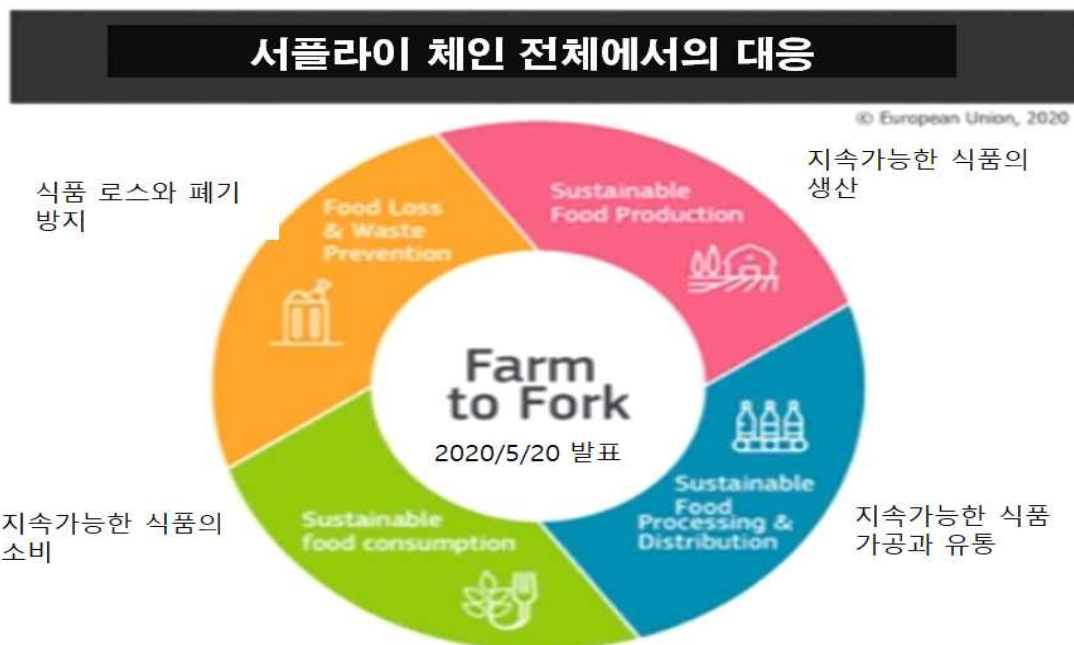 서플라이 체인 전체에서의 대응
© European Union, 2020
식품 로스와 폐기
방지
Food Loss
& Waste
Prevention
Sustainable
Food Production
지속가능한 식품의
생산
Farm
to Fork
2020/5/20 발표
지속가능한 식품의
소비
Sustainable
food consumption
Sustainable
Food
Processing &
Distribution
지속가능한 식품
가공과 유통